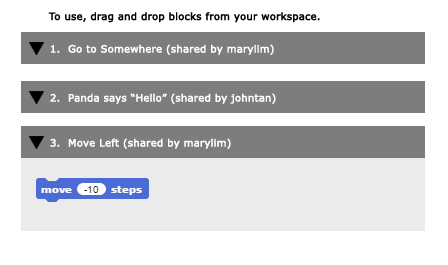 To use, drag and drop blocks from your workspace.
1. Go to Somewhere (shared by marylim)
2. Panda says “Hello” (shared by johntan)
3. Move Left (shared by marylim)
move -10 steps